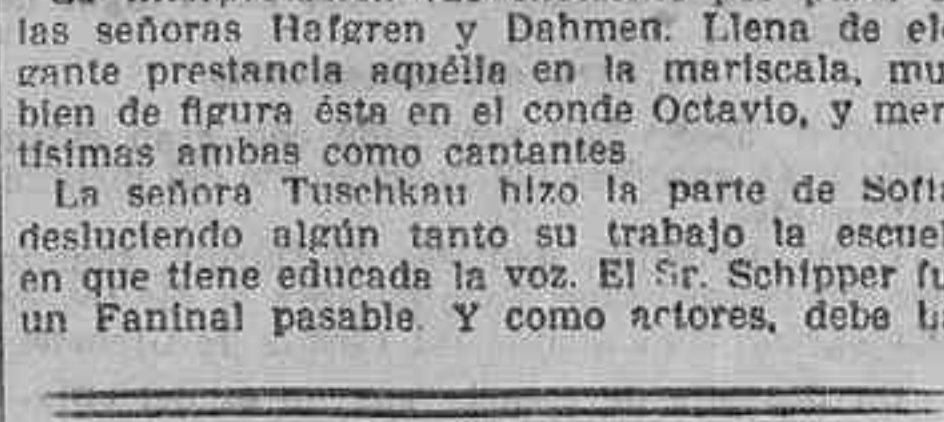 las señoras Hafgren y Dahmen. Llena de ele
gante prestancia aquélla en la mariscala, mu
bien de figura ésta en el conde Octavio, y mer
tísimas ambas como cantantes
La señora Tuschkau hizo la parte de Sofí
desluciendo algún tanto su trabajo la escuel
en que tiene educada la voz. El Sr. Schipper fu
un Faninal pasable. Y como actores, debe